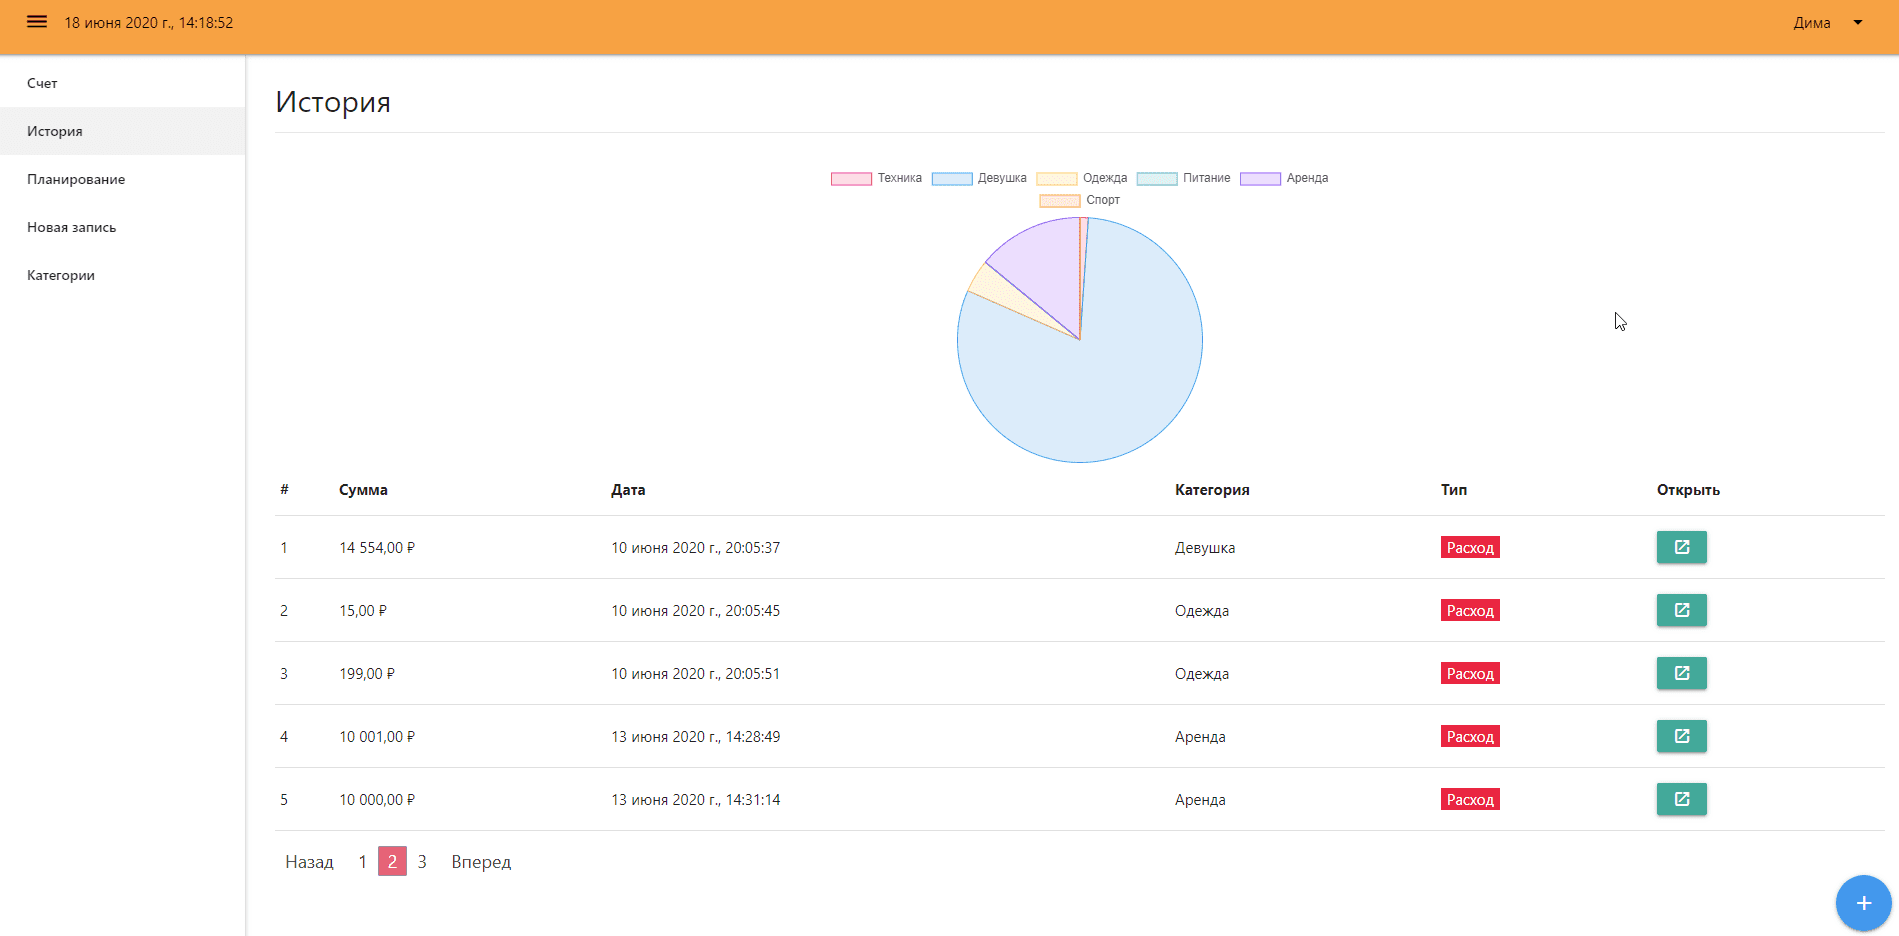 18 июня 2020 г., 14:18:52
Дима
Счет
История
Планирование
Новая запись
Категории
История
Техника Девушка Одежда Питание Аренда
Спорт
# Сумма Дата Категория Тип Открыть
1 14 554,00 ₽ 10 июня 2020 г., 20:05:37 Девушка Расход
2 15,00 ₽ 10 июня 2020 г., 20:05:45 Одежда Расход
3 199,00 ₽ 10 июня 2020 г., 20:05:51 Одежда Расход
4 10 001,00 ₽ 13 июня 2020 г., 14:28:49 Аренда Расход
5 10 000,00 ₽ 13 июня 2020 г., 14:31:14 Аренда Расход
Назад 1 2 3 Вперед